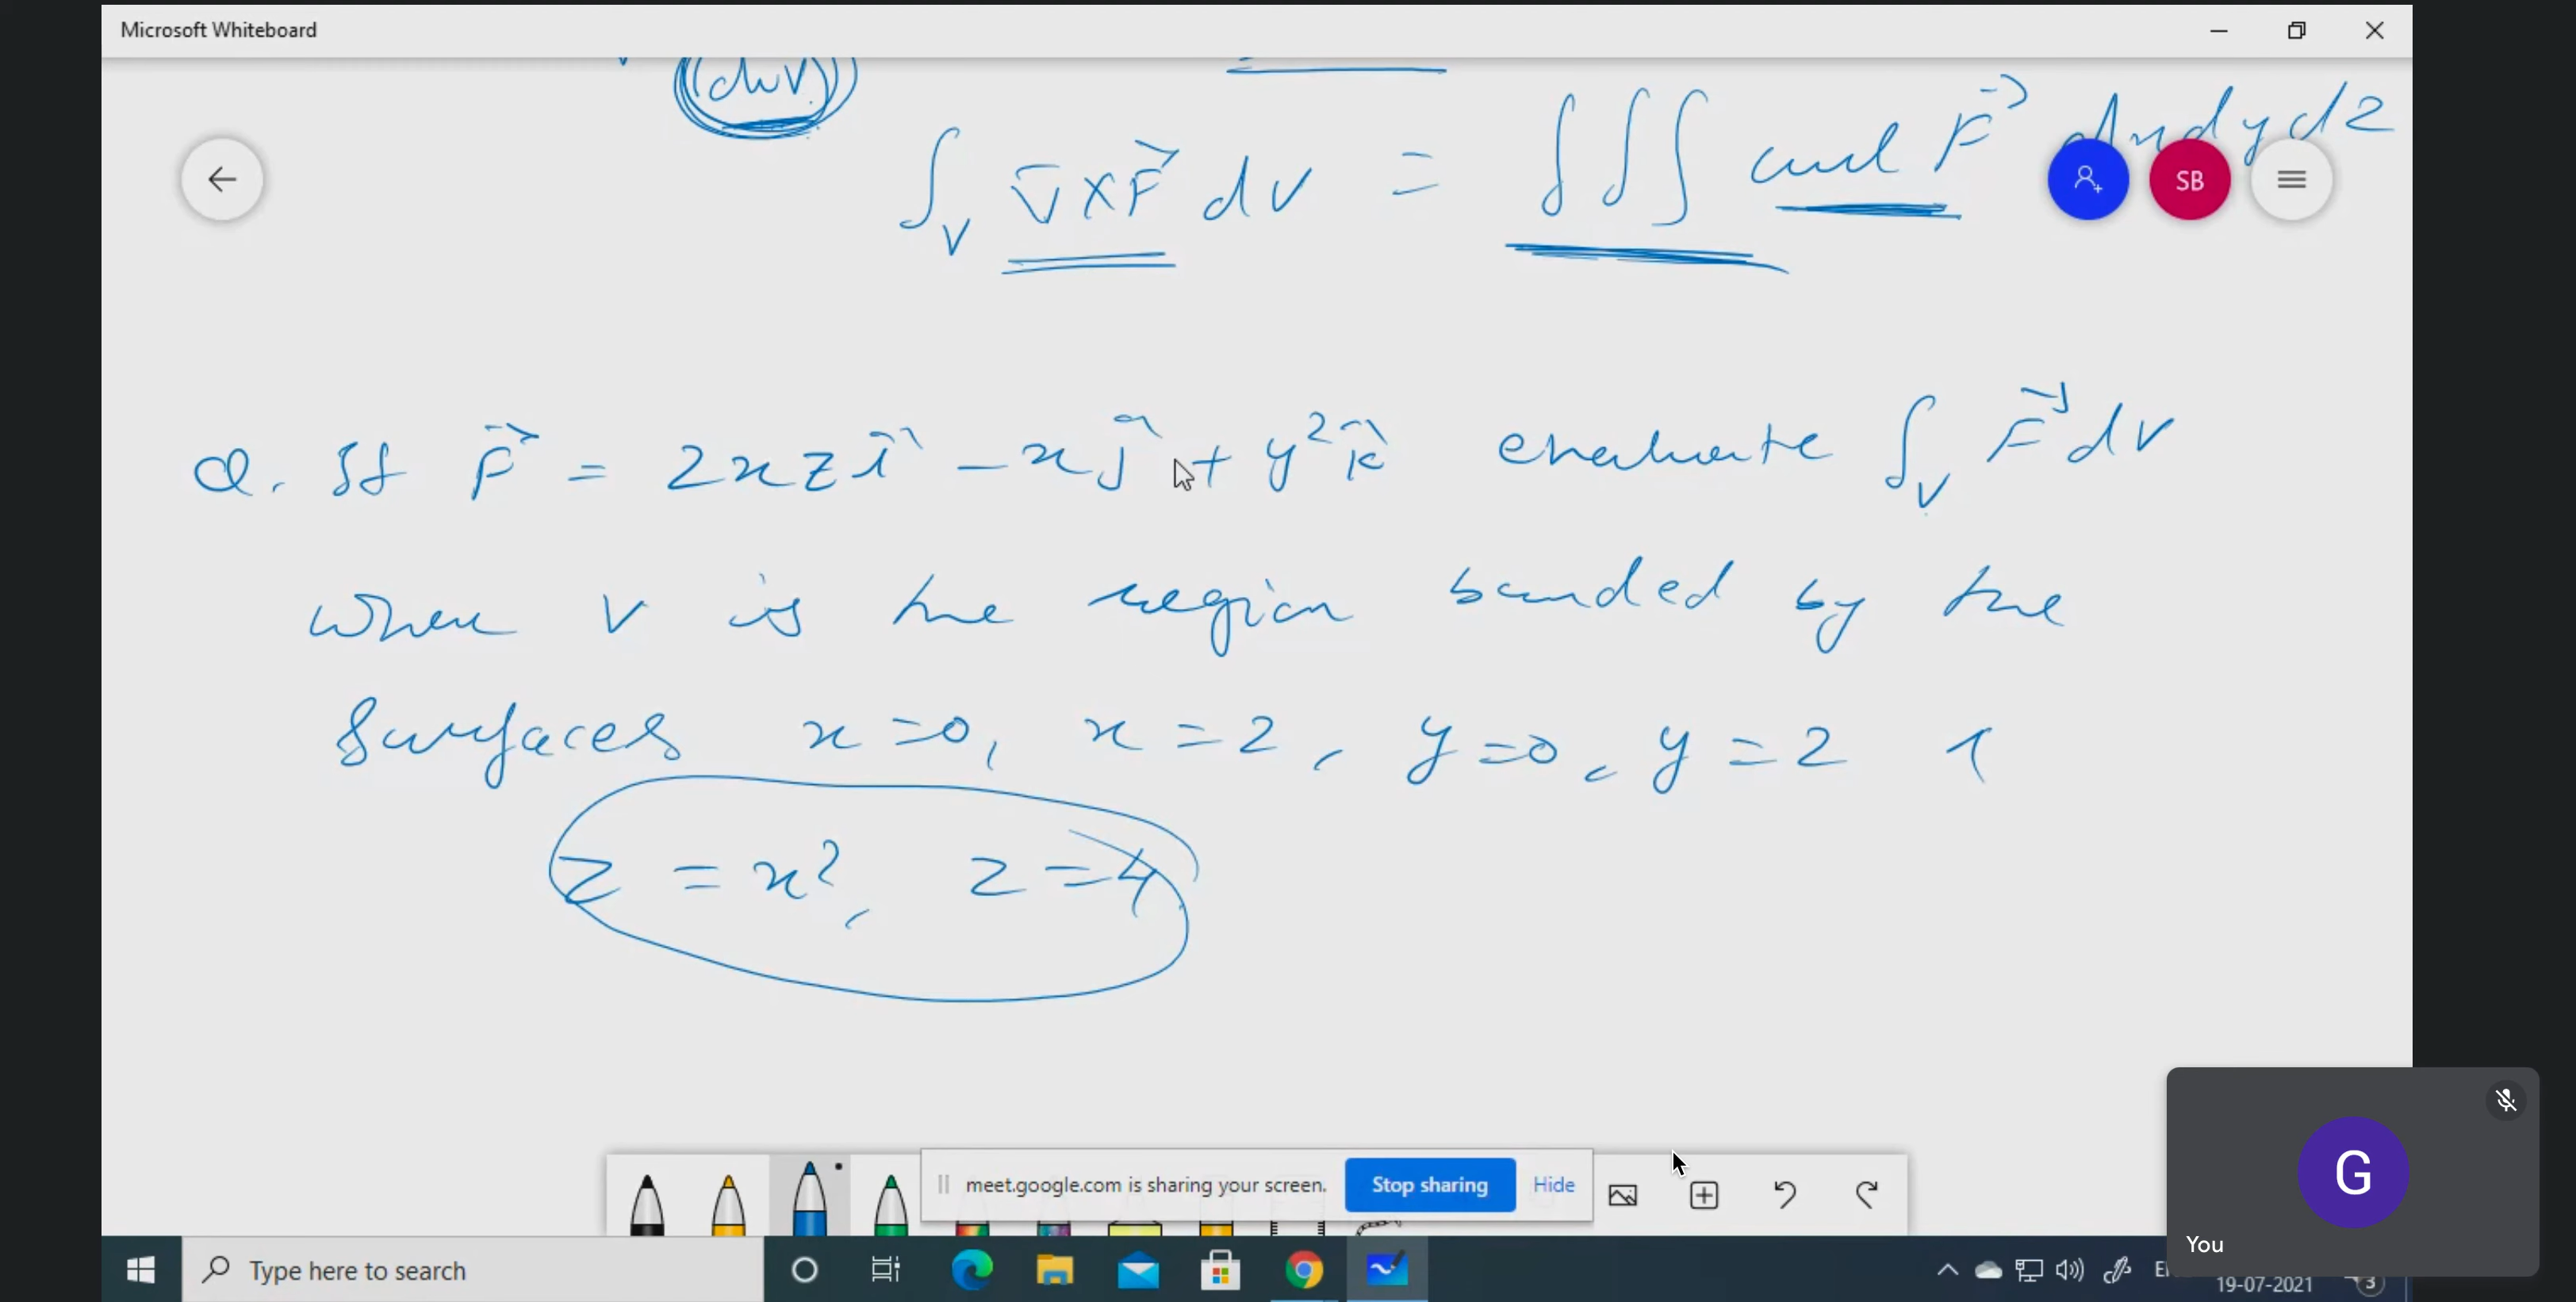 Microsoft Whiteboard
(div)
∫_V ∇̄ × F⃗ dv = ∫∫∫ curl F⃗ dxdydz
SB
Q. If F⃗ = 2xz î − x ĵ + y² k̂ evaluate ∫_V F⃗ dv
where V is the region bounded by the
surfaces x=0, x=2, y=0, y=2
z = x², z=4
meet.google.com is sharing your screen. Stop sharing Hide
G
You
Type here to search
19-07-2021
3